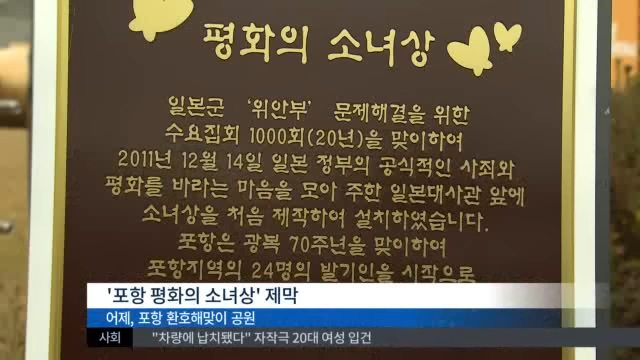 평화의 소녀상
일본군 '위안부' 문제해결을 위한
수요집회 1000회(20년)을 맞이하여
2011년 12월 14일 일본 정부의 공식적인 사죄와
평화를 바라는 마음을 모아 주한 일본대사관 앞에
소녀상을 처음 제작하여 설치하였습니다.
포항은 광복 70주년을 맞이하여
포항지역의 24명의 발기인을 시작으로
'포항 평화의 소녀상' 제막
어제, 포항 환호해맞이 공원
사회 "차량에 납치됐다" 자작극 20대 여성 입건